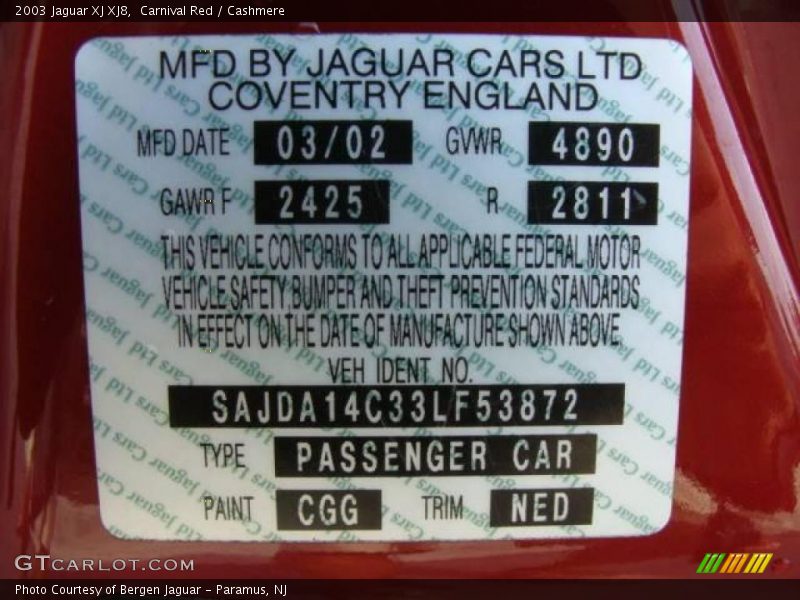 2003 Jaguar XJ XJ8,  Carnival Red / Cashmere
MFD BY JAGUAR CARS LTD
COVENTRY ENGLAND
MFD DATE 03/02 GVWR 4890
GAWR F 2425 R 2811
THIS VEHICLE CONFORMS TO ALL APPLICABLE FEDERAL MOTOR
VEHICLE SAFETY BUMPER AND THEFT PREVENTION STANDARDS
IN EFFECT ON THE DATE OF MANUFACTURE SHOWN ABOVE.
VEH IDENT NO.
SAJDA14C33LF53872
TYPE PASSENGER CAR
PAINT CGG TRIM NED
GTCARLOT.COM
Photo Courtesy of Bergen Jaguar - Paramus, NJ